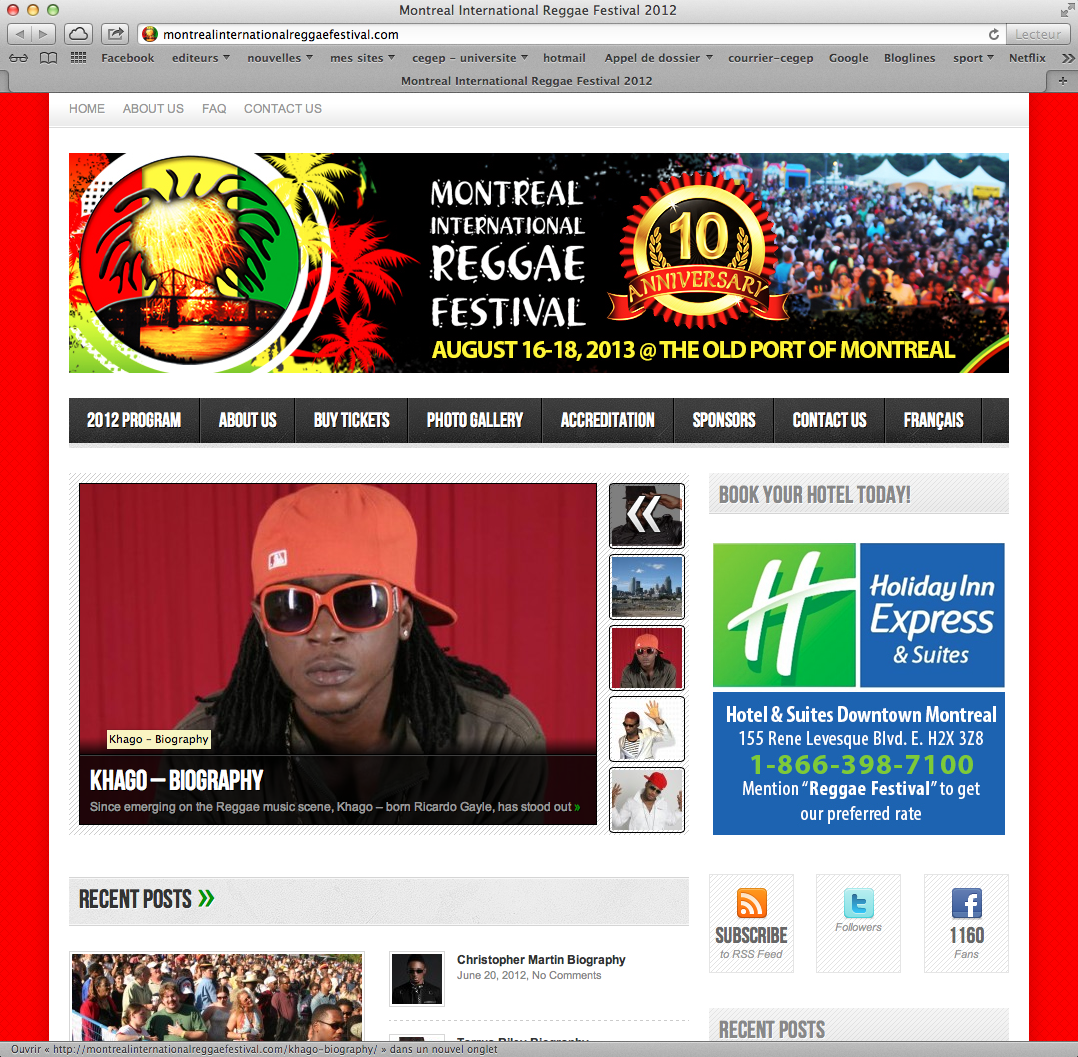 Montreal International Reggae Festival 2012
montrealinternationalreggaefestival.com
Lecteur
Facebook editeurs nouvelles mes sites cegep - universite hotmail Appel de dossier courrier-cegep Google Bloglines sport Netflix
Montreal International Reggae Festival 2012
HOME ABOUT US FAQ CONTACT US
MONTREAL
INTERNATIONAL
REGGAE
FESTIVAL
10
ANNIVERSARY
AUGUST 16-18, 2013 @ THE OLD PORT OF MONTREAL
2012 PROGRAM ABOUT US BUY TICKETS PHOTO GALLERY ACCREDITATION SPONSORS CONTACT US FRANÇAIS
Khago - Biography
KHAGO – BIOGRAPHY
Since emerging on the Reggae music scene, Khago – born Ricardo Gayle, has stood out »
BOOK YOUR HOTEL TODAY!
H
Holiday Inn
Express
& Suites
Hotel & Suites Downtown Montreal
155 Rene Levesque Blvd. E. H2X 3Z8
1-866-398-7100
Mention “Reggae Festival” to get
our preferred rate
RECENT POSTS »
Christopher Martin Biography
June 20, 2012, No Comments
SUBSCRIBE
to RSS Feed
Followers
1160
Fans
RECENT POSTS
Ouvrir « http://montrealinternationalreggaefestival.com/khago-biography/ » dans un nouvel onglet